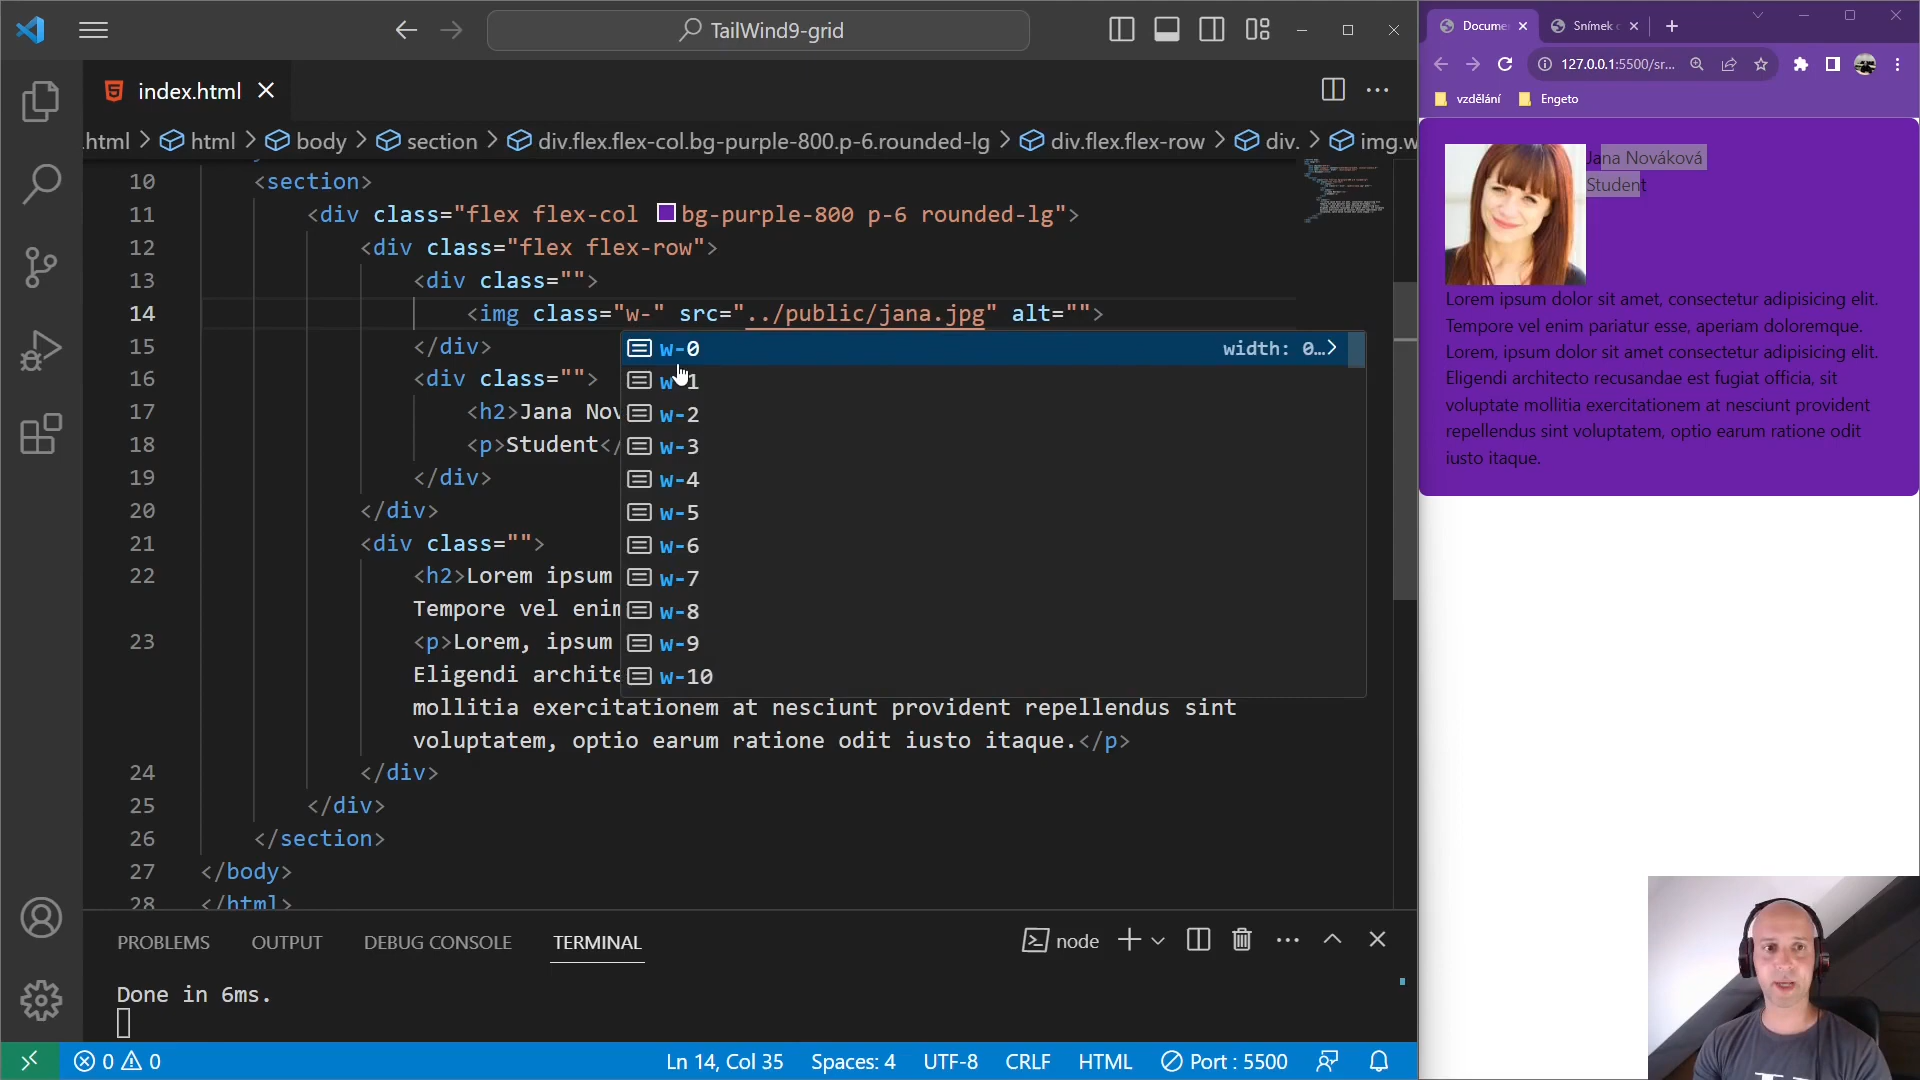 TailWind9-grid
index.html
.html > html > body > section > div.flex.flex-col.bg-purple-800.p-6.rounded-lg > div.flex.flex-row > div. > img.w
10 <section>
11 <div class="flex flex-col bg-purple-800 p-6 rounded-lg">
12 <div class="flex flex-row">
13 <div class="">
14 <img class="w-" src="../public/jana.jpg" alt="">
15 </div>
16 <div class="">
17 <h2>Jana Nov
18 <p>Student</
19 </div>
20 </div>
21 <div class="">
22 <h2>Lorem ipsum
Tempore vel enim
23 <p>Lorem, ipsum
Eligendi archite
mollitia exercitationem at nesciunt provident repellendus sint
voluptatem, optio earum ratione odit iusto itaque.</p>
24 </div>
25 </div>
26 </section>
27 </body>
28 </html>
w-0 width: 0…>
w-1
w-2
w-3
w-4
w-5
w-6
w-7
w-8
w-9
w-10
PROBLEMS OUTPUT DEBUG CONSOLE TERMINAL
node
Done in 6ms.
0 0
Ln 14, Col 35 Spaces: 4 UTF-8 CRLF HTML Port : 5500
Docume
Snímek o
127.0.0.1:5500/sr...
vzdělání Engeto
Jana Nováková
Student
Lorem ipsum dolor sit amet, consectetur adipisicing elit.
Tempore vel enim pariatur esse, aperiam doloremque.
Lorem, ipsum dolor sit amet consectetur adipisicing elit.
Eligendi architecto recusandae est fugiat officia, sit
voluptate mollitia exercitationem at nesciunt provident
repellendus sint voluptatem, optio earum ratione odit
iusto itaque.